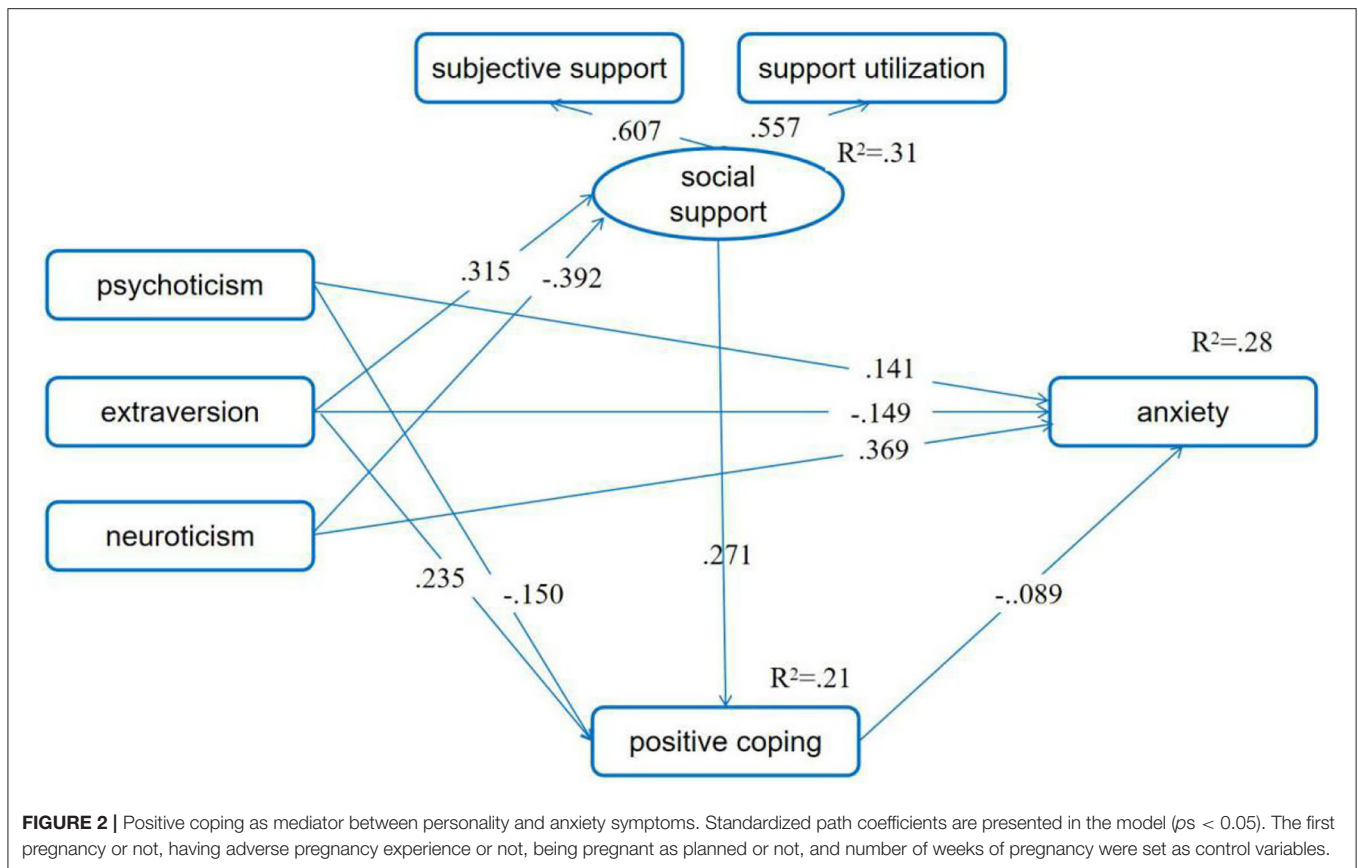 subjective support
support utilization
.607
.557
R²=.31
social
support
psychoticism
.315
-.392
R²=.28
.141
extraversion
-.149
anxiety
.369
neuroticism
.271
.235
-.150
-..089
R²=.21
positive coping
FIGURE 2 | Positive coping as mediator between personality and anxiety symptoms. Standardized path coefficients are presented in the model (ps < 0.05). The first
pregnancy or not, having adverse pregnancy experience or not, being pregnant as planned or not, and number of weeks of pregnancy were set as control variables.